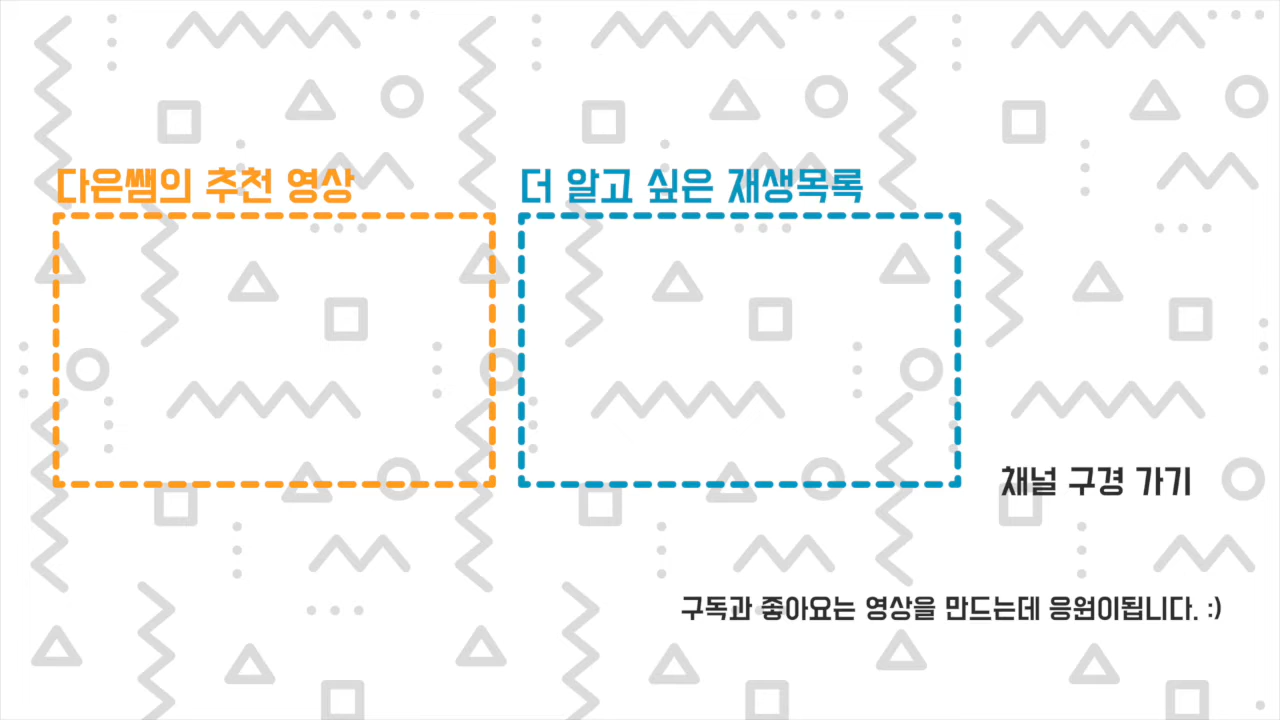 다은쌤의 추천 영상
더 알고 싶은 재생목록
채널 구경 가기
구독과 좋아요는 영상을 만드는데 응원이됩니다. :)